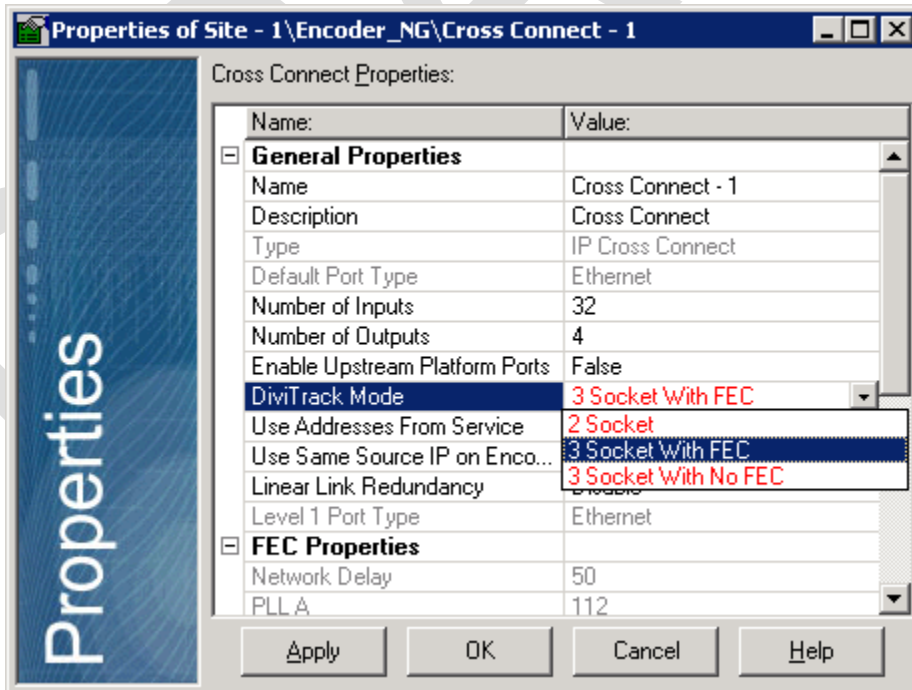 Properties of Site - 1\Encoder_NG\Cross Connect - 1
Cross Connect Properties:
Name: Value:
General Properties
Name Cross Connect - 1
Description Cross Connect
Type IP Cross Connect
Default Port Type Ethernet
Number of Inputs 32
Number of Outputs 4
Enable Upstream Platform Ports False
DiviTrack Mode 3 Socket With FEC
Use Addresses From Service 2 Socket
Use Same Source IP on Enco... 3 Socket With FEC
3 Socket With No FEC
Linear Link Redundancy
Level 1 Port Type Ethernet
FEC Properties
Network Delay 50
PLL A 112
Apply OK Cancel Help
Properties